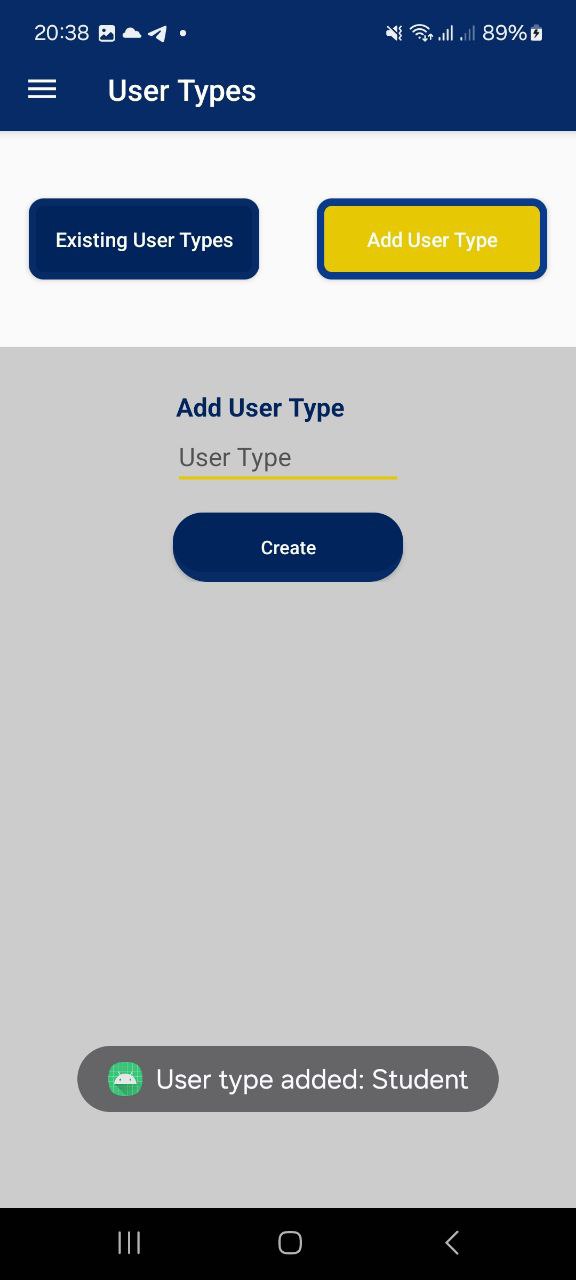 20:38 89%
User Types
Existing User Types Add User Type
Add User Type
User Type
Create
User type added: Student